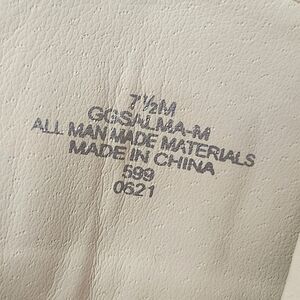 7½M
GGSALMA-M
ALL MAN MADE MATERIALS
MADE IN CHINA
599
0621